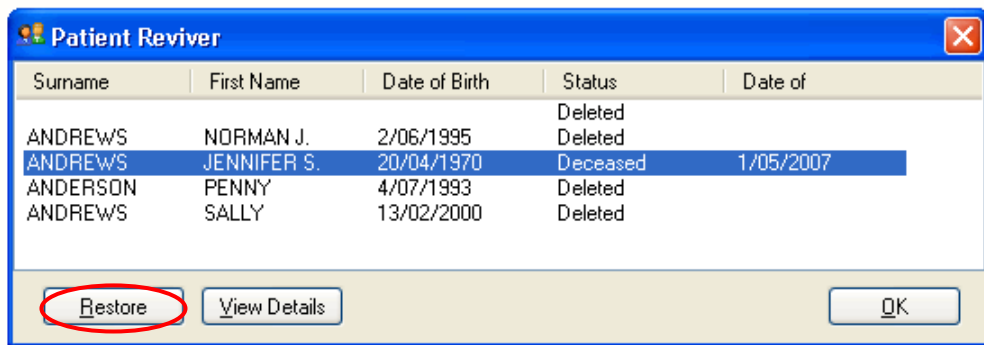 Patient Reviver
Surname First Name Date of Birth Status Date of
Deleted
ANDREWS NORMAN J. 2/06/1995 Deleted
ANDREWS JENNIFER S. 20/04/1970 Deceased 1/05/2007
ANDERSON PENNY 4/07/1993 Deleted
ANDREWS SALLY 13/02/2000 Deleted
Restore View Details OK